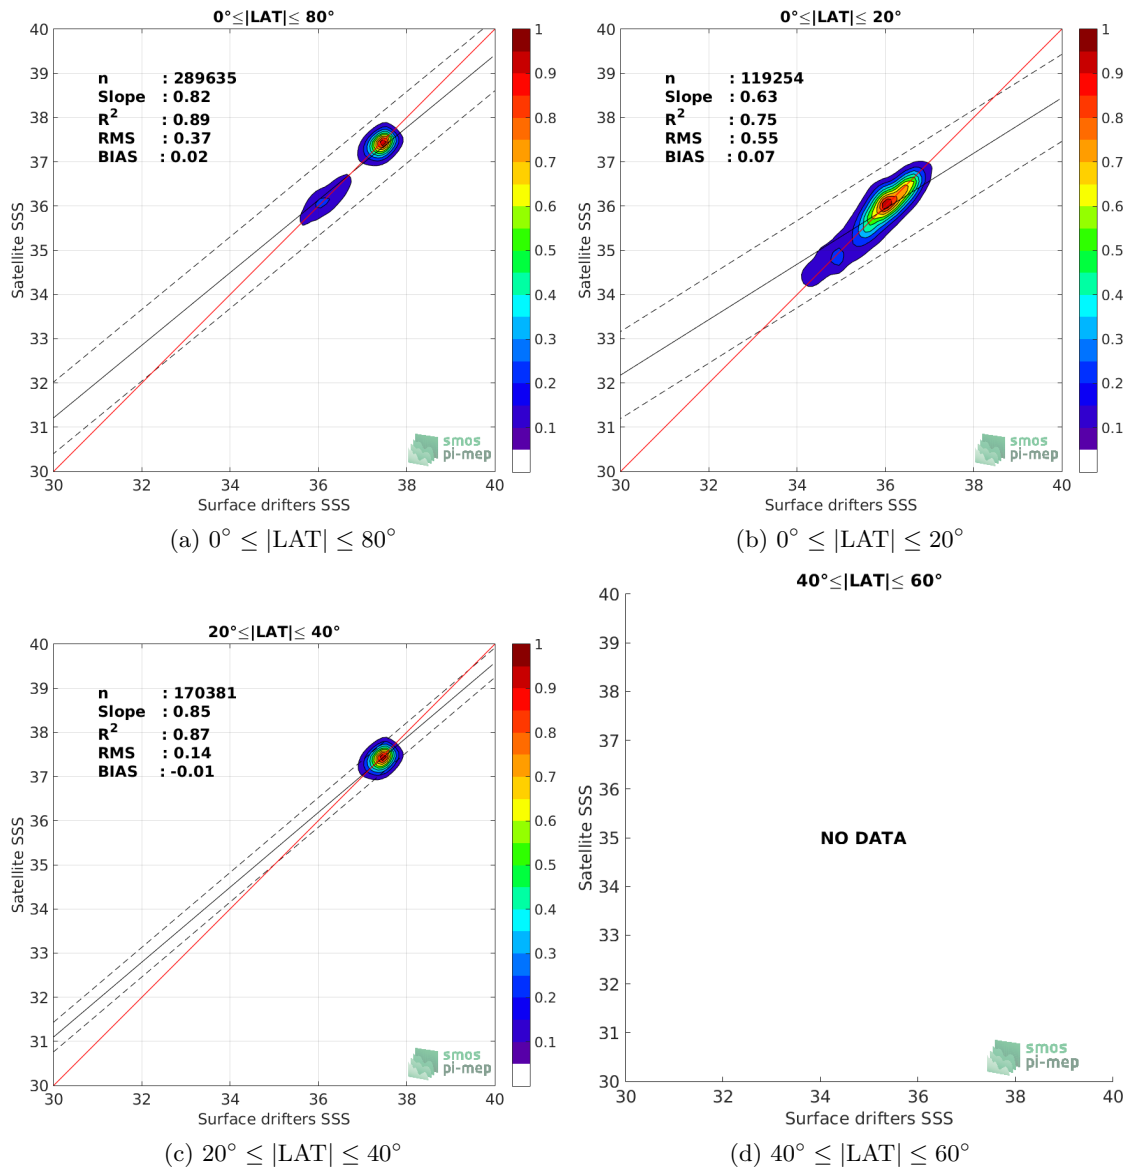 0°≤|LAT|≤ 80°
40
39
38
37
36
35
34
33
32
31
30
Satellite SSS
n : 289635
Slope : 0.82
R² : 0.89
RMS : 0.37
BIAS : 0.02
1
0.9
0.8
0.7
0.6
0.5
0.4
0.3
0.2
0.1
smos
pi-mep
30 32 34 36 38 40
Surface drifters SSS
(a) 0° ≤ |LAT| ≤ 80°
0°≤|LAT|≤ 20°
40
39
38
37
36
35
34
33
32
31
30
Satellite SSS
n : 119254
Slope : 0.63
R² : 0.75
RMS : 0.55
BIAS : 0.07
1
0.9
0.8
0.7
0.6
0.5
0.4
0.3
0.2
0.1
smos
pi-mep
30 32 34 36 38 40
Surface drifters SSS
(b) 0° ≤ |LAT| ≤ 20°
20°≤|LAT|≤ 40°
40
39
38
37
36
35
34
33
32
31
30
Satellite SSS
n : 170381
Slope : 0.85
R² : 0.87
RMS : 0.14
BIAS : -0.01
1
0.9
0.8
0.7
0.6
0.5
0.4
0.3
0.2
0.1
smos
pi-mep
30 32 34 36 38 40
Surface drifters SSS
(c) 20° ≤ |LAT| ≤ 40°
40°≤|LAT|≤ 60°
40
39
38
37
36
35
34
33
32
31
30
Satellite SSS
NO DATA
smos
pi-mep
30 32 34 36 38 40
Surface drifters SSS
(d) 40° ≤ |LAT| ≤ 60°